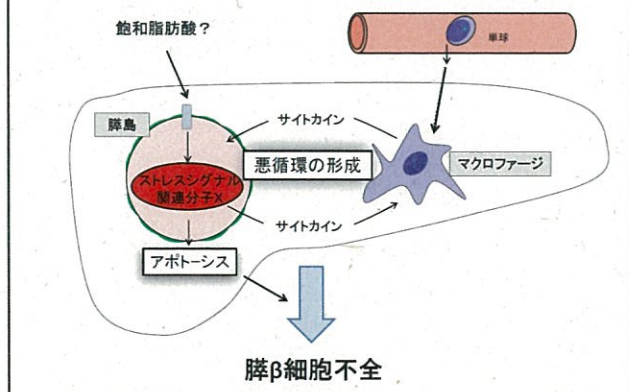 飽和脂肪酸？
単球
膵島
サイトカイン
悪循環の形成
マクロファージ
ストレスシグナル
関連分子X
サイトカイン
アポトーシス
膵β細胞不全